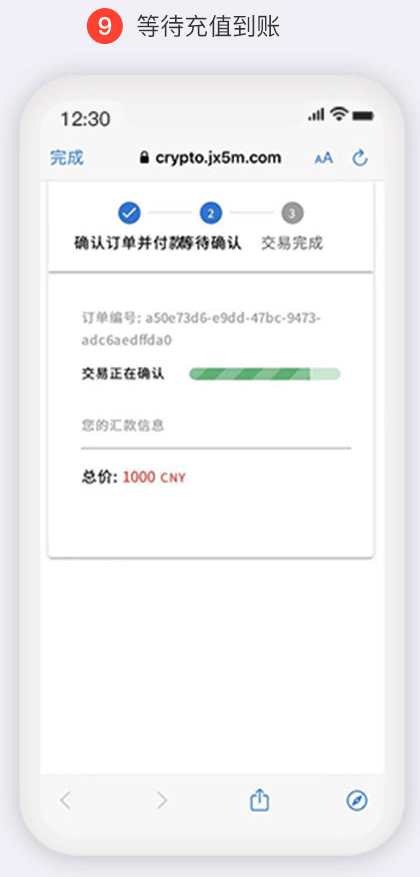 9 等待充值到账
12:30
完成 crypto.jx5m.com AA
2 3
确认订单并付款 等待确认 交易完成
订单编号: a50e73d6-e9dd-47bc-9473-
adc6aedffda0
交易正在确认
您的汇款信息
总价: 1000 CNY